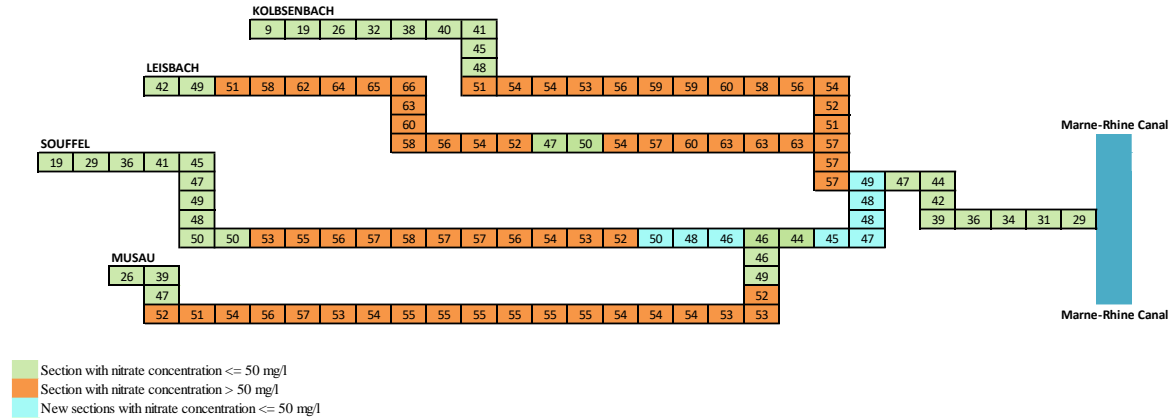 KOLBSENBACH
9 19 26 32 38 40 41
45
LEISBACH 48
42 49 51 58 62 64 65 66 51 54 54 53 56 59 59 60 58 56 54
63 52
60 51 Marne-Rhine Canal
SOUFFEL 58 56 54 52 47 50 54 57 60 63 63 63 57
19 29 36 41 45 57
47 57 49 47 44
49 48 42
48 48 39 36 34 31 29
50 50 53 55 56 57 58 57 57 56 54 53 52 50 48 46 46 44 45 47
MUSAU 46
26 39 49
47 52
52 51 54 56 57 53 54 55 55 55 55 55 54 54 54 53 53 Marne-Rhine Canal
Section with nitrate concentration <= 50 mg/l
Section with nitrate concentration > 50 mg/l
New sections with nitrate concentration <= 50 mg/l